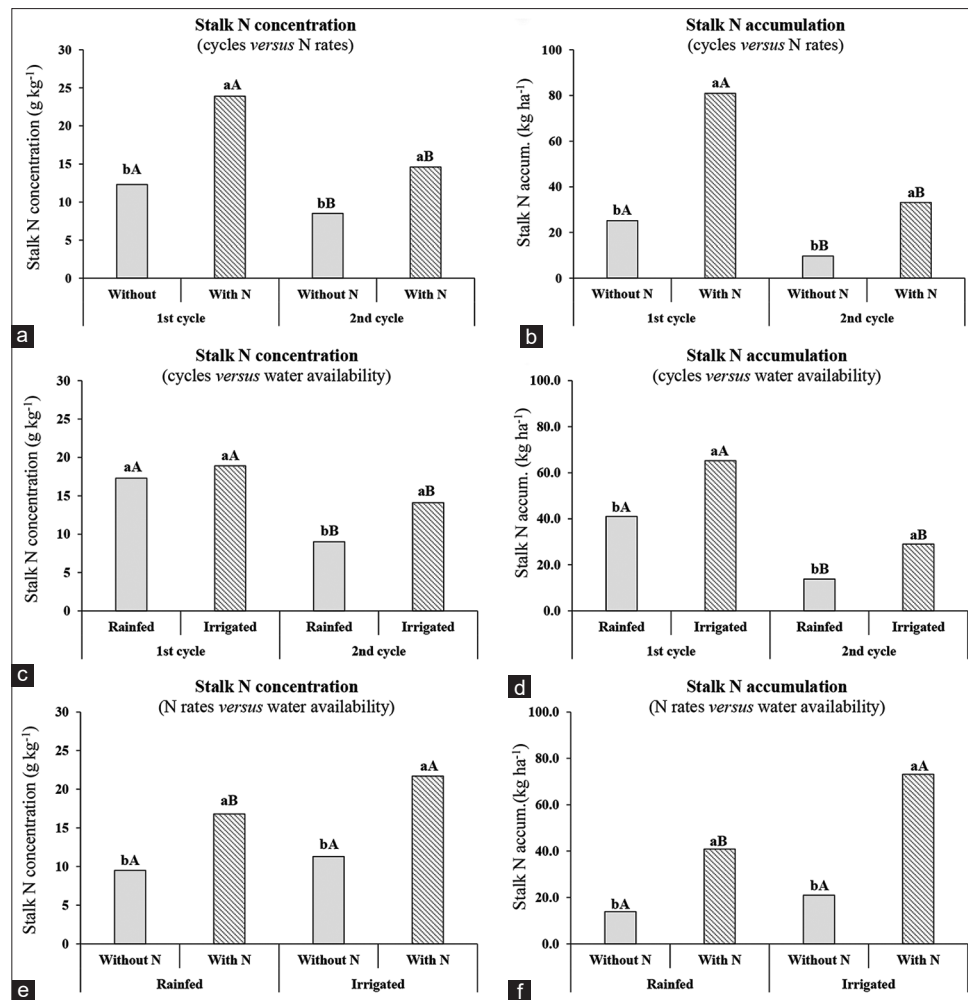 Stalk N concentration
(cycles versus N rates)
Stalk N concentration (g kg-1)
30
25
20
15
10
5
0
bA
aA
bB
aB
Without With N Without N With N
1st cycle 2nd cycle
a
Stalk N accumulation
(cycles versus N rates)
Stalk N accum. (kg ha-1)
100
80
60
40
20
0
bA
aA
bB
aB
Without N With N Without N With N
1st cycle 2nd cycle
b
Stalk N concentration
(cycles versus water availability)
Stalk N concentration (g kg-1)
30
25
20
15
10
5
0
aA
aA
bB
aB
Rainfed Irrigated Rainfed Irrigated
1st cycle 2nd cycle
c
Stalk N accumulation
(cycles versus water availability)
Stalk N accum. (kg ha-1)
100.0
80.0
60.0
40.0
20.0
0.0
bA
aA
bB
aB
Rainfed Irrigated Rainfed Irrigated
1st cycle 2nd cycle
d
Stalk N concentration
(N rates versus water availability)
Stalk N concentration (g kg-1)
30
25
20
15
10
5
0
bA
aB
bA
aA
Without N With N Without N With N
Rainfed Irrigated
e
Stalk N accumulation
(N rates versus water availability)
Stalk N accum.(kg ha-1)
100.0
80.0
60.0
40.0
20.0
0.0
bA
aB
bA
aA
Without N With N Without N With N
Rainfed Irrigated
f